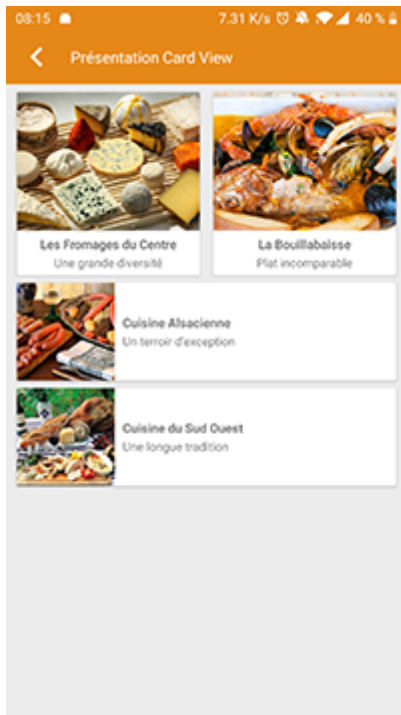 08:15 7.31 K/s 40 %
Présentation Card View
Les Fromages du Centre
Une grande diversité
La Bouillabaisse
Plat incomparable
Cuisine Alsacienne
Un terroir d'exception
Cuisine du Sud Ouest
Une longue tradition